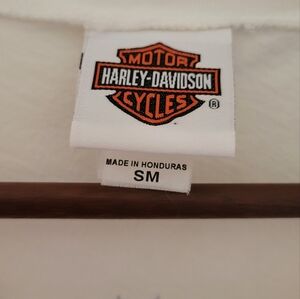 MOTOR
HARLEY-DAVIDSON
CYCLES
®
MADE IN HONDURAS
SM